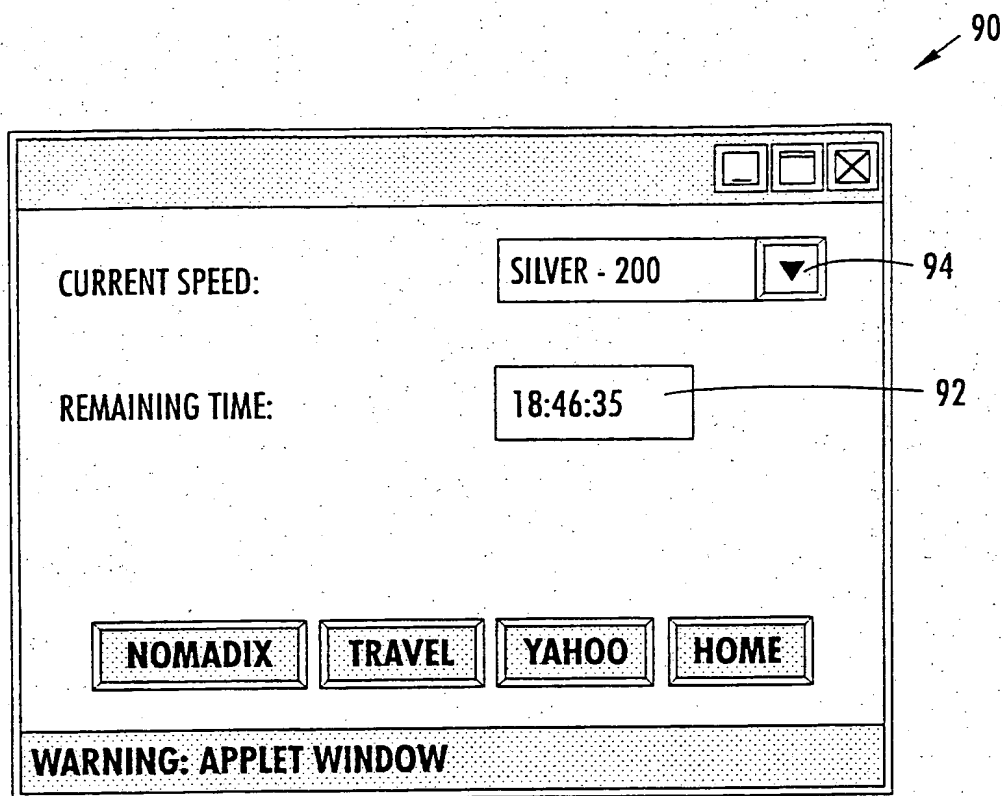 90
CURRENT SPEED:
SILVER - 200
94
REMAINING TIME:
18:46:35
92
NOMADIX
TRAVEL
YAHOO
HOME
WARNING: APPLET WINDOW